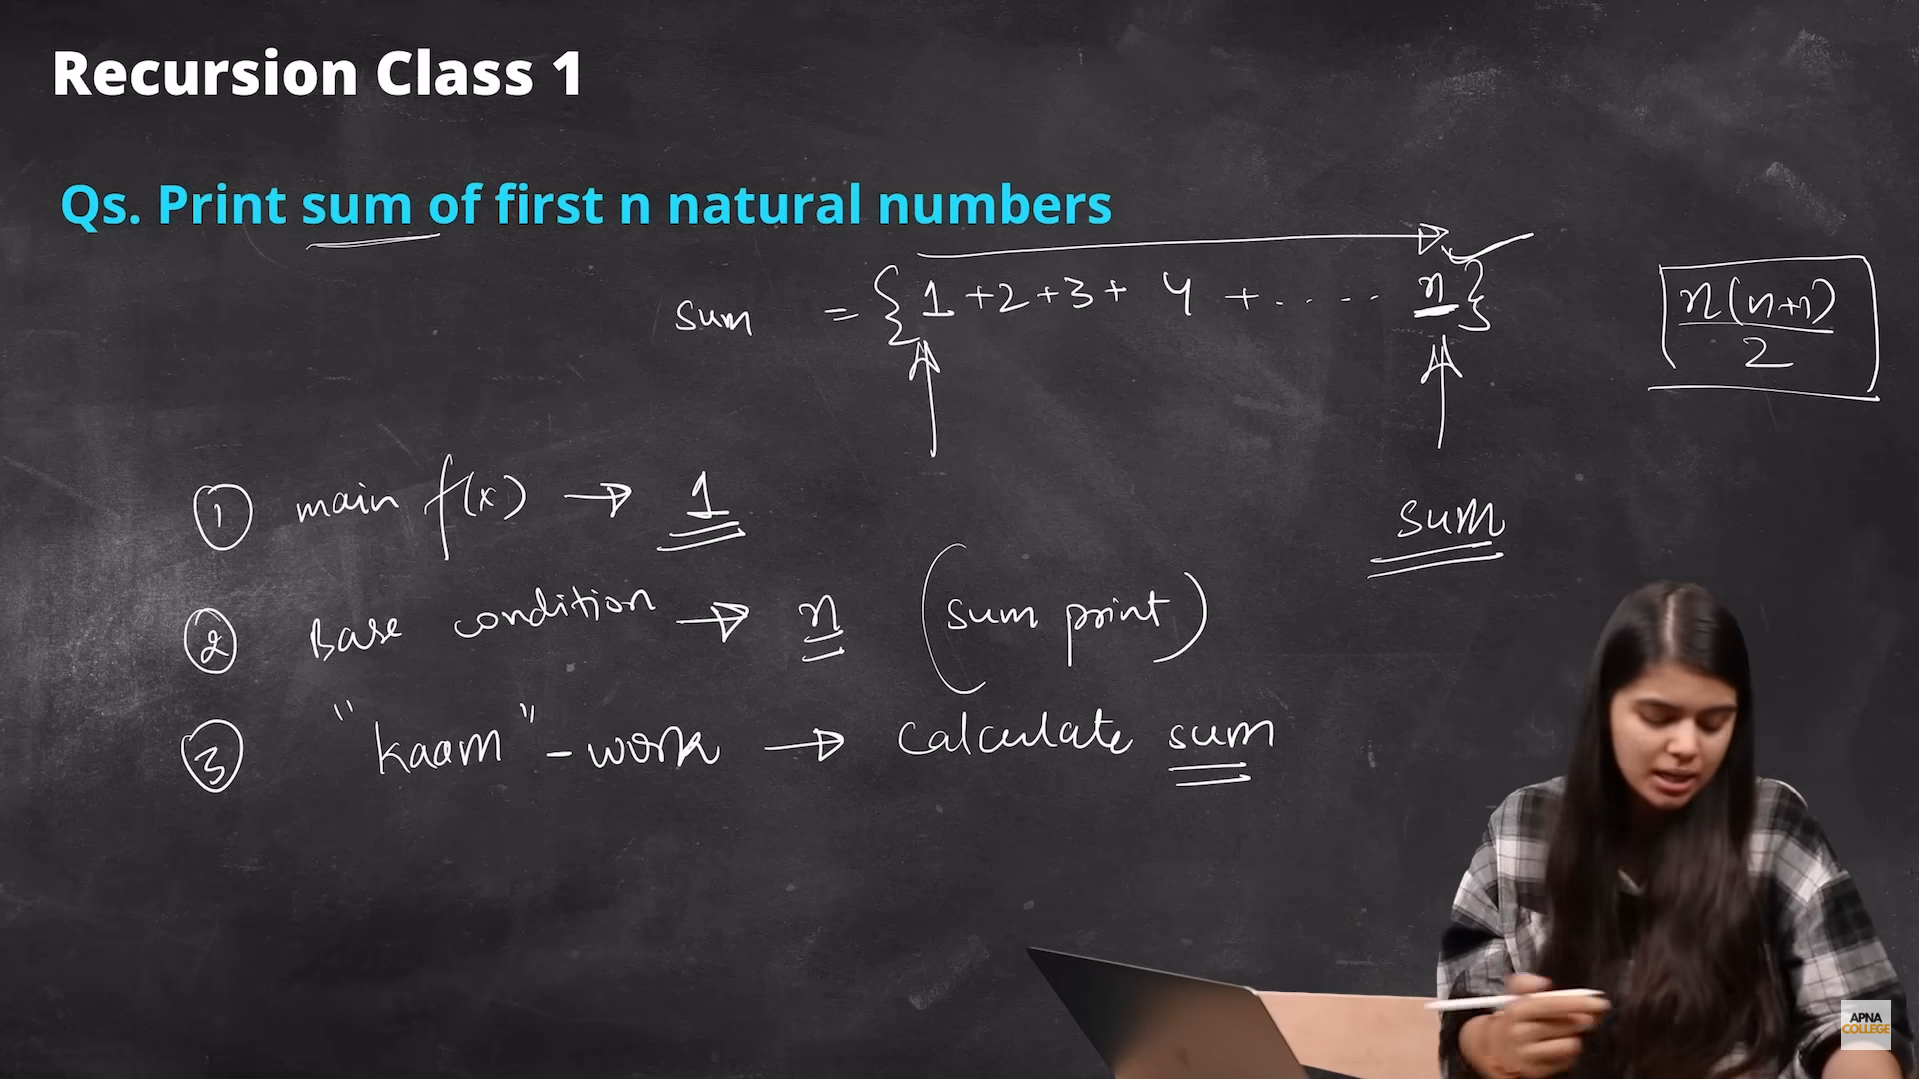 Recursion Class 1
Qs. Print sum of first n natural numbers
sum = {1 +2+3+ 4 + ..... n}
n(n+1)
2
① main f(x) → 1
sum
② Base condition → n (sum print)
③ "kaam" - work → calculate sum
APNA
COLLEGE